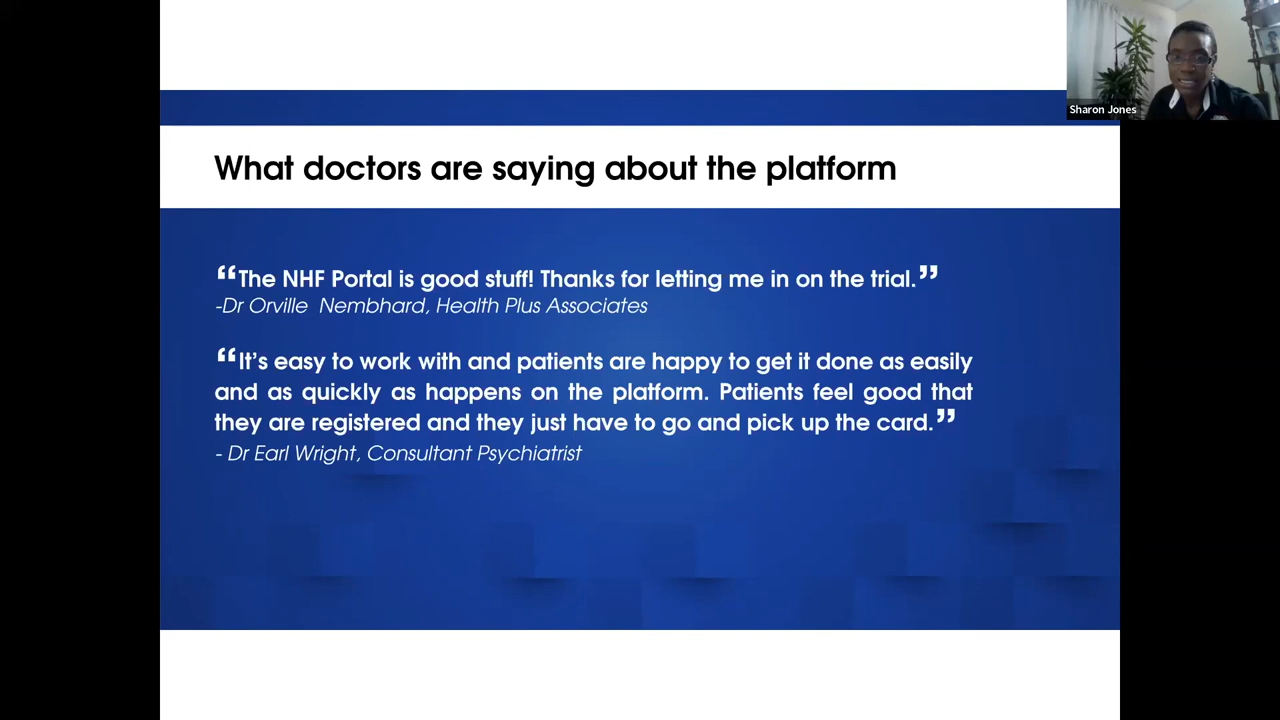 Sharon Jones
What doctors are saying about the platform
“The NHF Portal is good stuff! Thanks for letting me in on the trial.”
-Dr Orville  Nembhard, Health Plus Associates
“It’s easy to work with and patients are happy to get it done as easily
and as quickly as happens on the platform. Patients feel good that
they are registered and they just have to go and pick up the card.”
- Dr Earl Wright, Consultant Psychiatrist